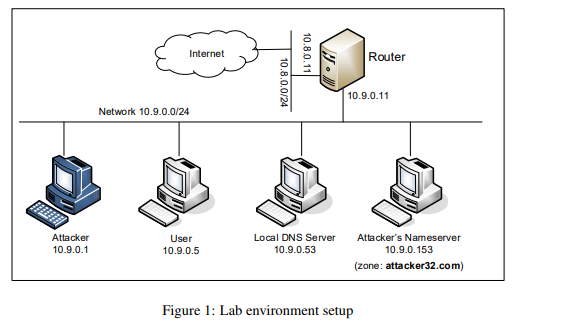 Internet
10.8.0.11
10.8.0.0/24
Router
10.9.0.11
Network 10.9.0.0/24
Attacker
10.9.0.1
User
10.9.0.5
Local DNS Server
10.9.0.53
Attacker's Nameserver
10.9.0.153
(zone: attacker32.com)
Figure 1: Lab environment setup